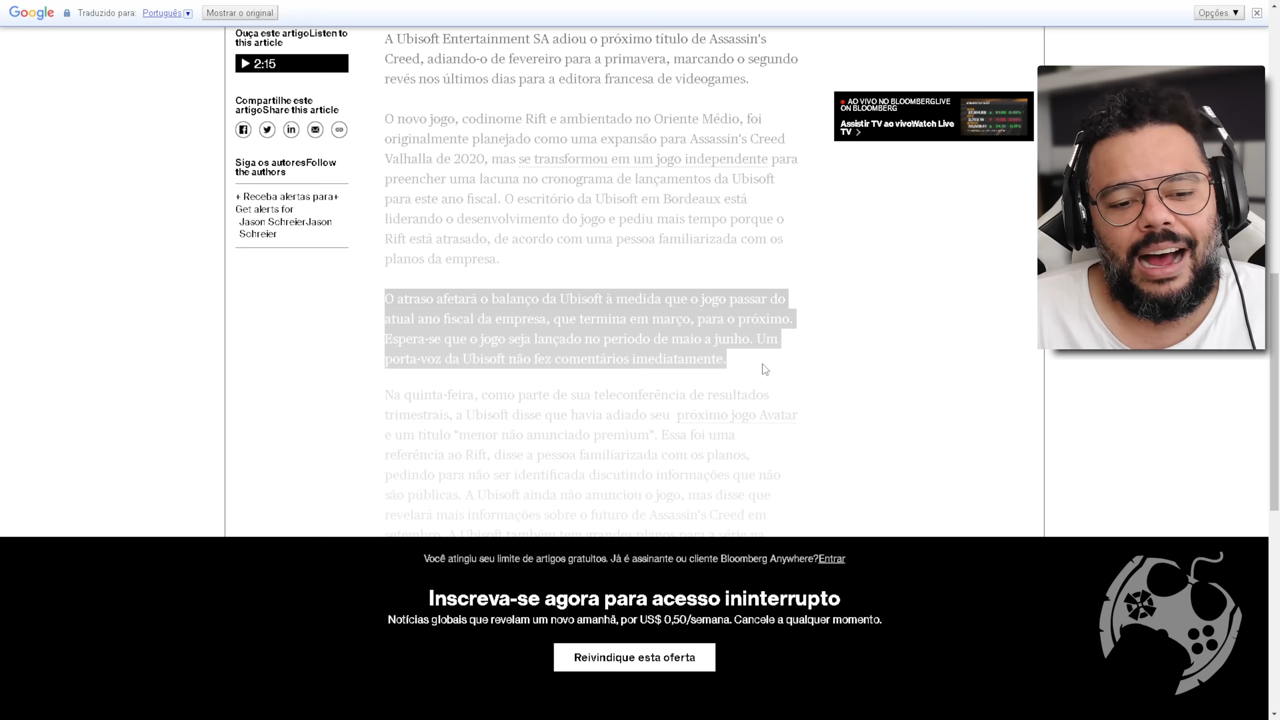 Google Traduzido para: Português ▼ Mostrar o original Opções ▼
Ouça este artigoListen to
this article
2:15
Compartilhe este
artigoShare this article
Siga os autoresFollow
the authors
+ Receba alertas para+
Get alerts for
Jason SchreierJason
Schreier
A Ubisoft Entertainment SA adiou o próximo título de Assassin's
Creed, adiando-o de fevereiro para a primavera, marcando o segundo
revés nos últimos dias para a editora francesa de videogames.
O novo jogo, codinome Rift e ambientado no Oriente Médio, foi
originalmente planejado como uma expansão para Assassin's Creed
Valhalla de 2020, mas se transformou em um jogo independente para
preencher uma lacuna no cronograma de lançamentos da Ubisoft
para este ano fiscal. O escritório da Ubisoft em Bordeaux está
liderando o desenvolvimento do jogo e pediu mais tempo porque o
Rift está atrasado, de acordo com uma pessoa familiarizada com os
planos da empresa.
O atraso afetará o balanço da Ubisoft à medida que o jogo passar do
atual ano fiscal da empresa, que termina em março, para o próximo.
Espera-se que o jogo seja lançado no período de maio a junho. Um
porta-voz da Ubisoft não fez comentários imediatamente.
Na quinta-feira, como parte de sua teleconferência de resultados
trimestrais, a Ubisoft disse que havia adiado seu próximo jogo Avatar
e um título "menor não anunciado premium". Essa foi uma
referência ao Rift, disse a pessoa familiarizada com os planos,
pedindo para não ser identificada discutindo informações que não
são públicas. A Ubisoft ainda não anunciou o jogo, mas disse que
revelará mais informações sobre o futuro de Assassin's Creed em
setembro. A Ubisoft também tem grandes planos para a série na
AO VIVO NO BLOOMBERGLIVE
ON BLOOMBERG
Assistir TV ao vivoWatch Live
TV
Você atingiu seu limite de artigos gratuitos. Já é assinante ou cliente Bloomberg Anywhere?Entrar
Inscreva-se agora para acesso ininterrupto
Notícias globais que revelam um novo amanhã, por US$ 0,50/semana. Cancele a qualquer momento.
Reivindique esta oferta